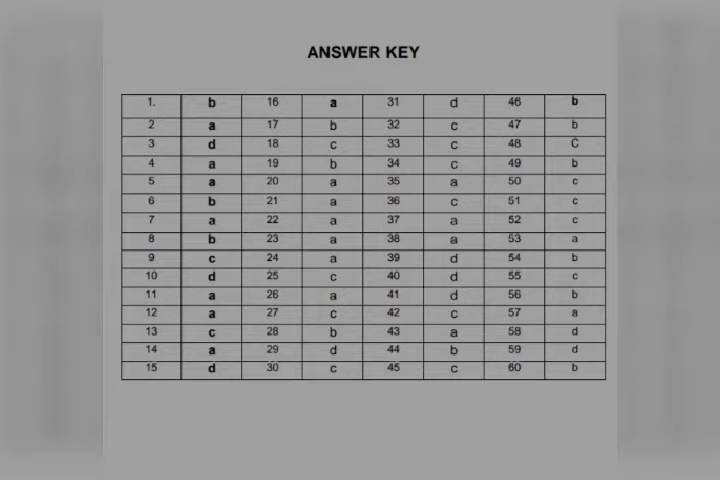 ANSWER KEY
1. b 16 a 31 d 46 b
2 a 17 b 32 c 47 b
3 d 18 c 33 c 48 C
4 a 19 b 34 c 49 b
5 a 20 a 35 a 50 c
6 b 21 a 36 c 51 c
7 a 22 a 37 a 52 c
8 b 23 a 38 a 53 a
9 c 24 a 39 d 54 b
10 d 25 c 40 d 55 c
11 a 26 a 41 d 56 b
12 a 27 c 42 c 57 a
13 c 28 b 43 a 58 d
14 a 29 d 44 b 59 d
15 d 30 c 45 c 60 b